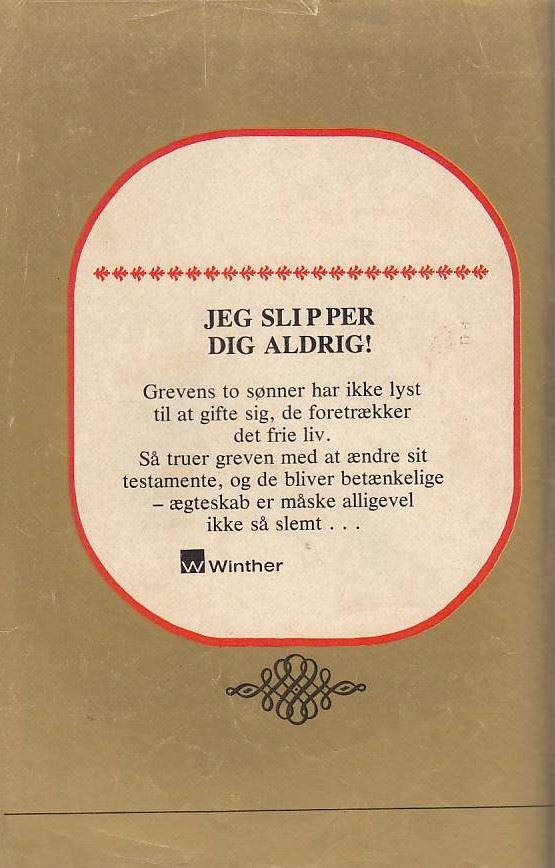 JEG SLIPPER
DIG ALDRIG!
Grevens to sønner har ikke lyst
til at gifte sig, de foretrækker
det frie liv.
Så truer greven med at ændre sit
testamente, og de bliver betænkelige
– ægteskab er måske alligevel
ikke så slemt . . .
W Winther